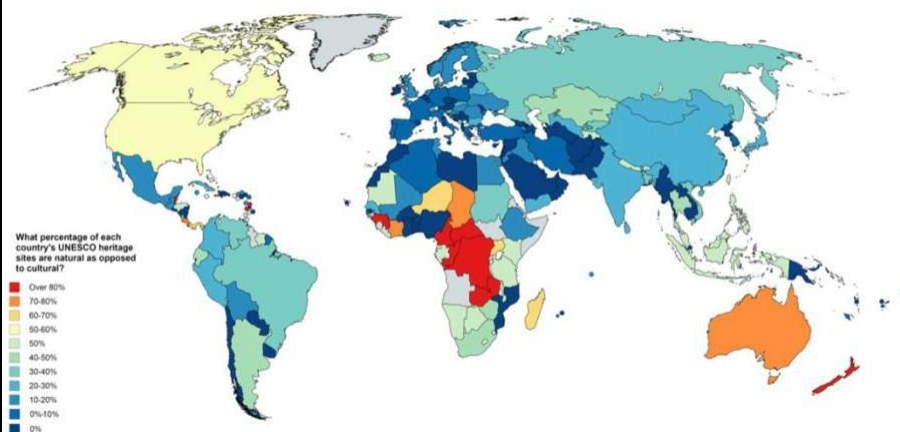 What percentage of each
country's UNESCO heritage
sites are natural as opposed
to cultural?
Over 80%
70-80%
60-70%
50-60%
50%
40-50%
30-40%
20-30%
10-20%
0%-10%
0%